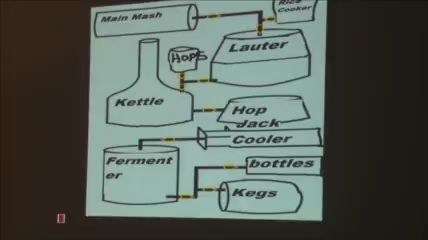 Main Mash
Rice
Cooker
Lauter
HOPS
Kettle
Hop
Jack
Cooler
Ferment
er
bottles
Kegs